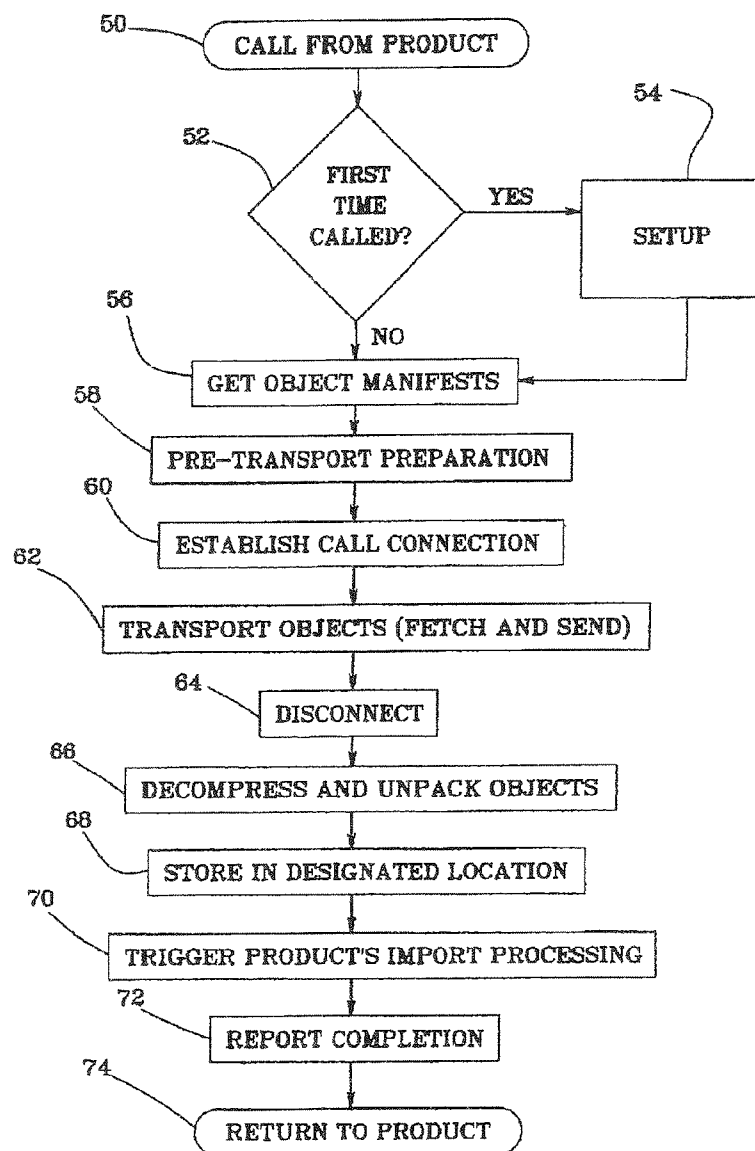 50
CALL FROM PRODUCT
54
52
FIRST
TIME
CALLED?
YES
SETUP
56
NO
GET OBJECT MANIFESTS
58
PRE-TRANSPORT PREPARATION
60
ESTABLISH CALL CONNECTION
62
TRANSPORT OBJECTS (FETCH AND SEND)
64
DISCONNECT
66
DECOMPRESS AND UNPACK OBJECTS
68
STORE IN DESIGNATED LOCATION
70
TRIGGER PRODUCT'S IMPORT PROCESSING
72
REPORT COMPLETION
74
RETURN TO PRODUCT